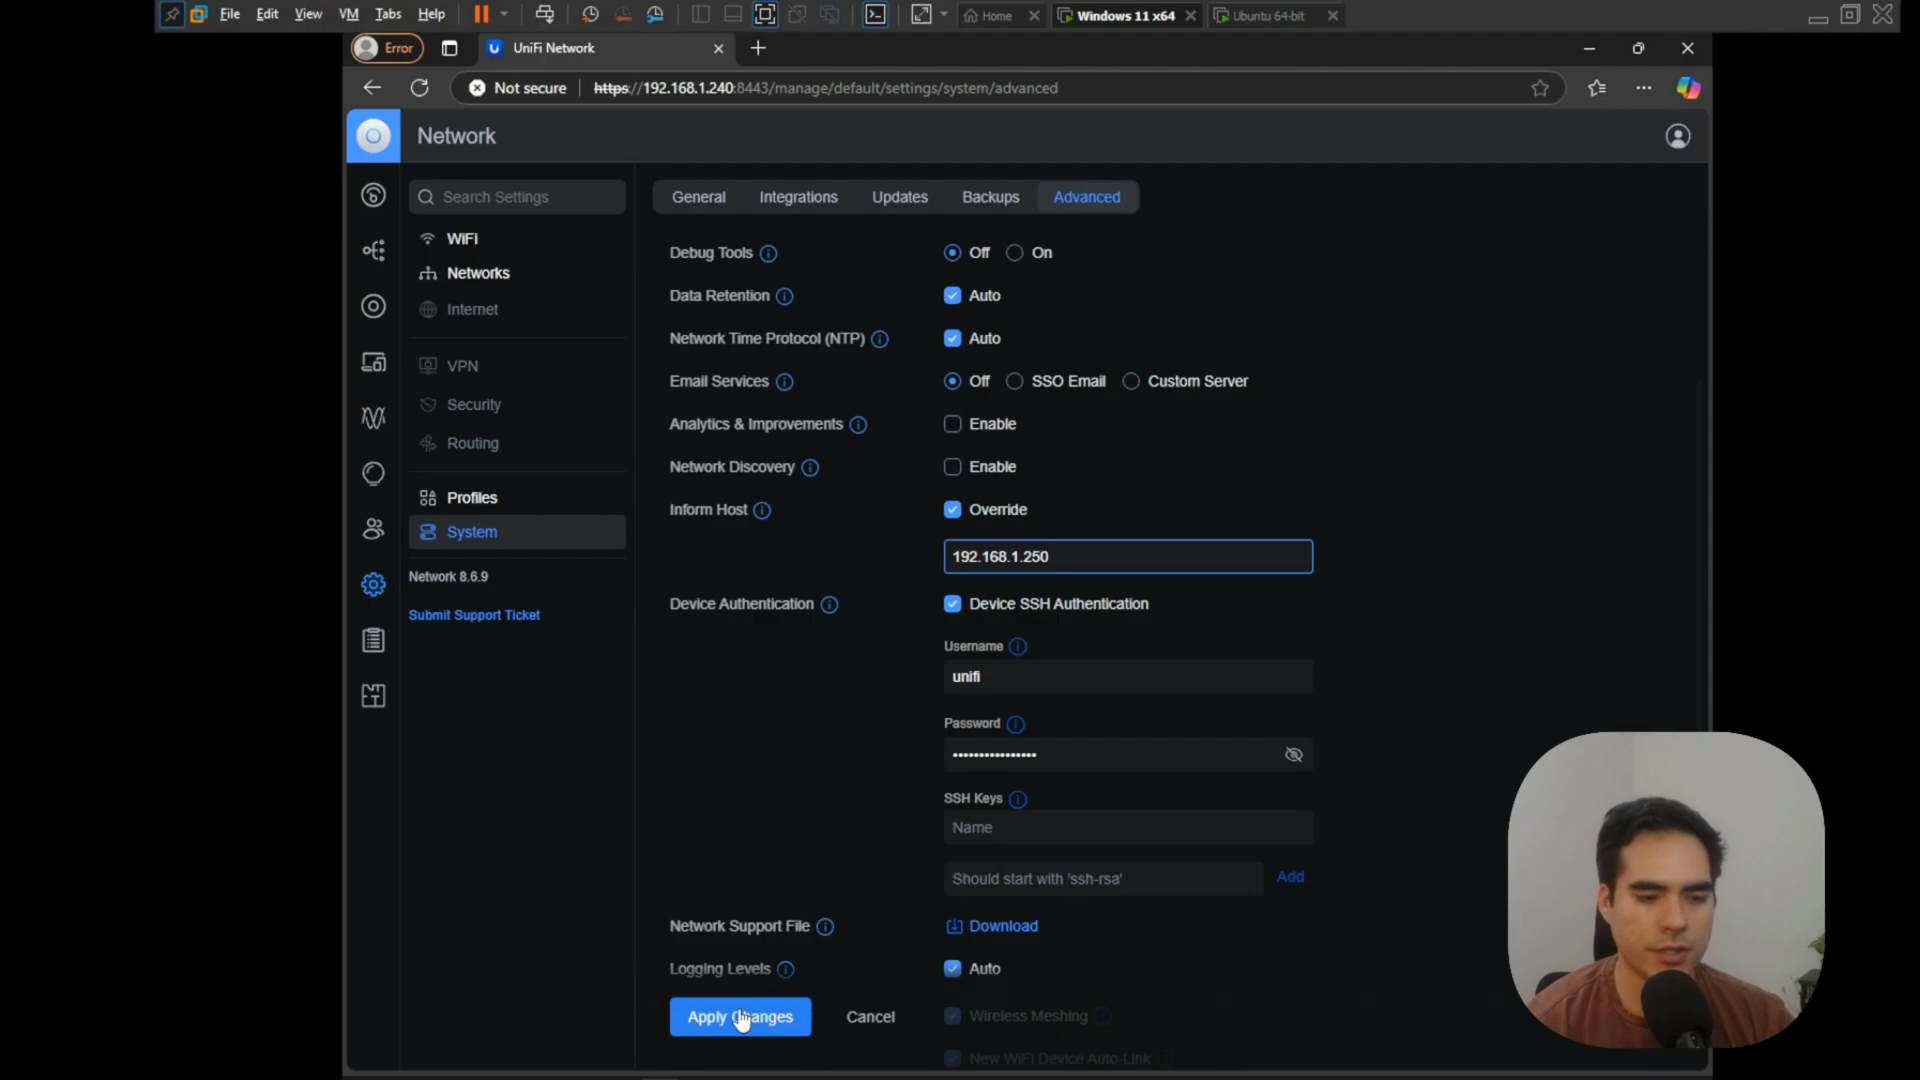 File Edit View VM Tabs Help Home Windows 11 x64 Ubuntu 64-bit
Error UniFi Network
Not secure https://192.168.1.240:8443/manage/default/settings/system/advanced
Network
Search Settings
WiFi
Networks
Internet
VPN
Security
Routing
Profiles
System
Network 8.6.9
Submit Support Ticket
General Integrations Updates Backups Advanced
Debug Tools Off On
Data Retention Auto
Network Time Protocol (NTP) Auto
Email Services Off SSO Email Custom Server
Analytics & Improvements Enable
Network Discovery Enable
Inform Host Override
192.168.1.250
Device Authentication Device SSH Authentication
Username
unifi
Password
••••••••••••••••
SSH Keys
Name
Should start with 'ssh-rsa' Add
Network Support File Download
Logging Levels Auto
Apply Changes Cancel Wireless Meshing
New WiFi Device Auto-Link